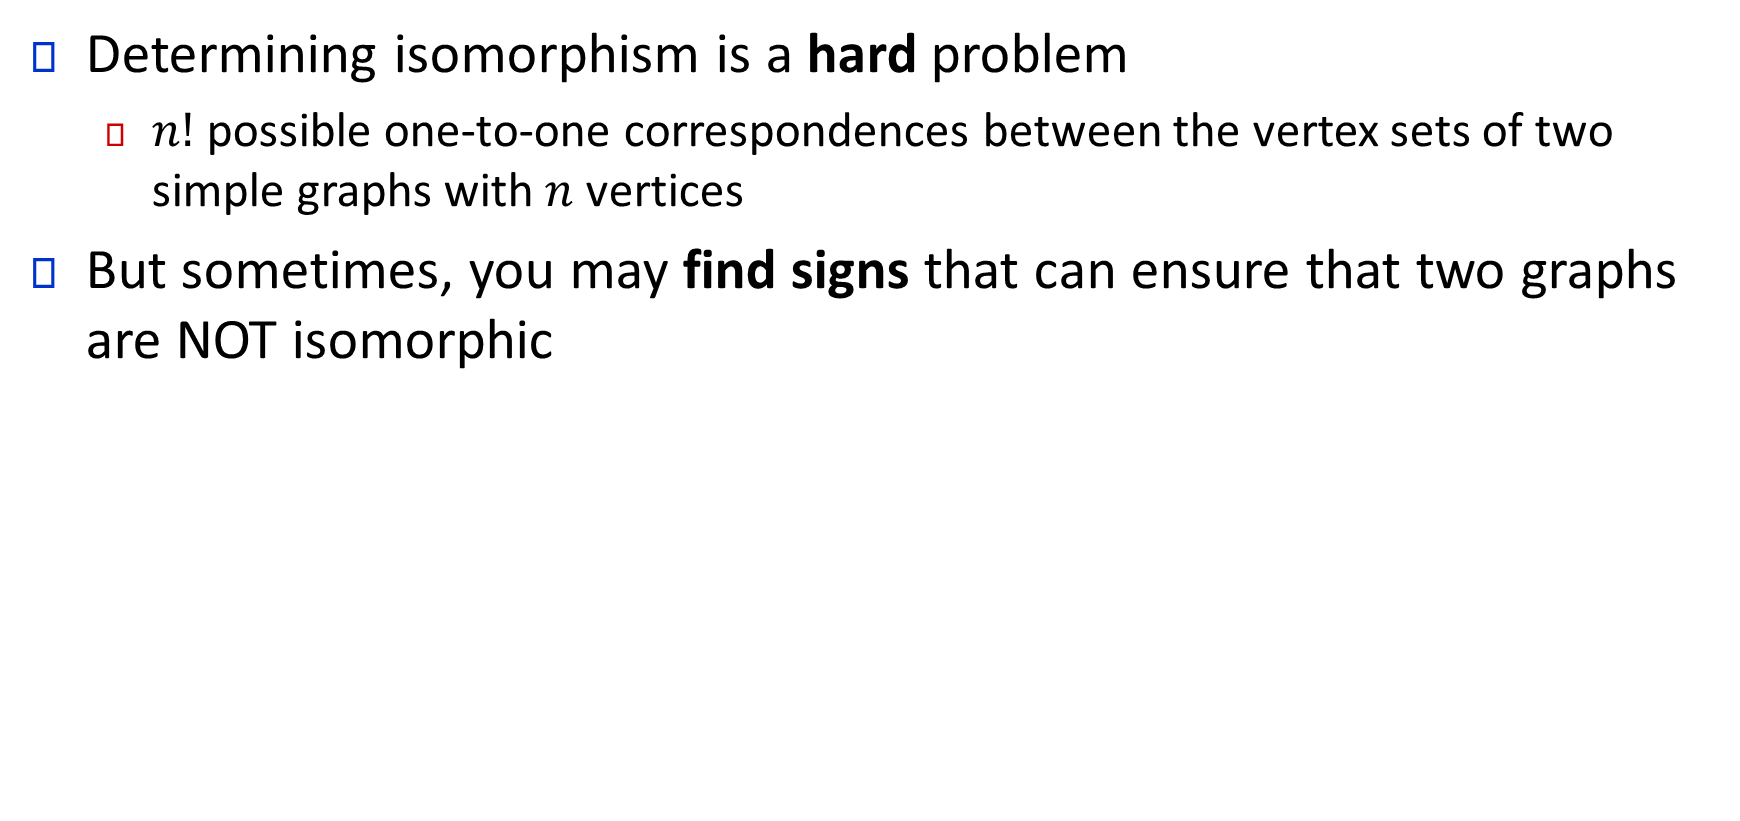 Determining isomorphism is a hard problem
n! possible one-to-one correspondences between the vertex sets of two
simple graphs with n vertices
But sometimes, you may find signs that can ensure that two graphs
are NOT isomorphic